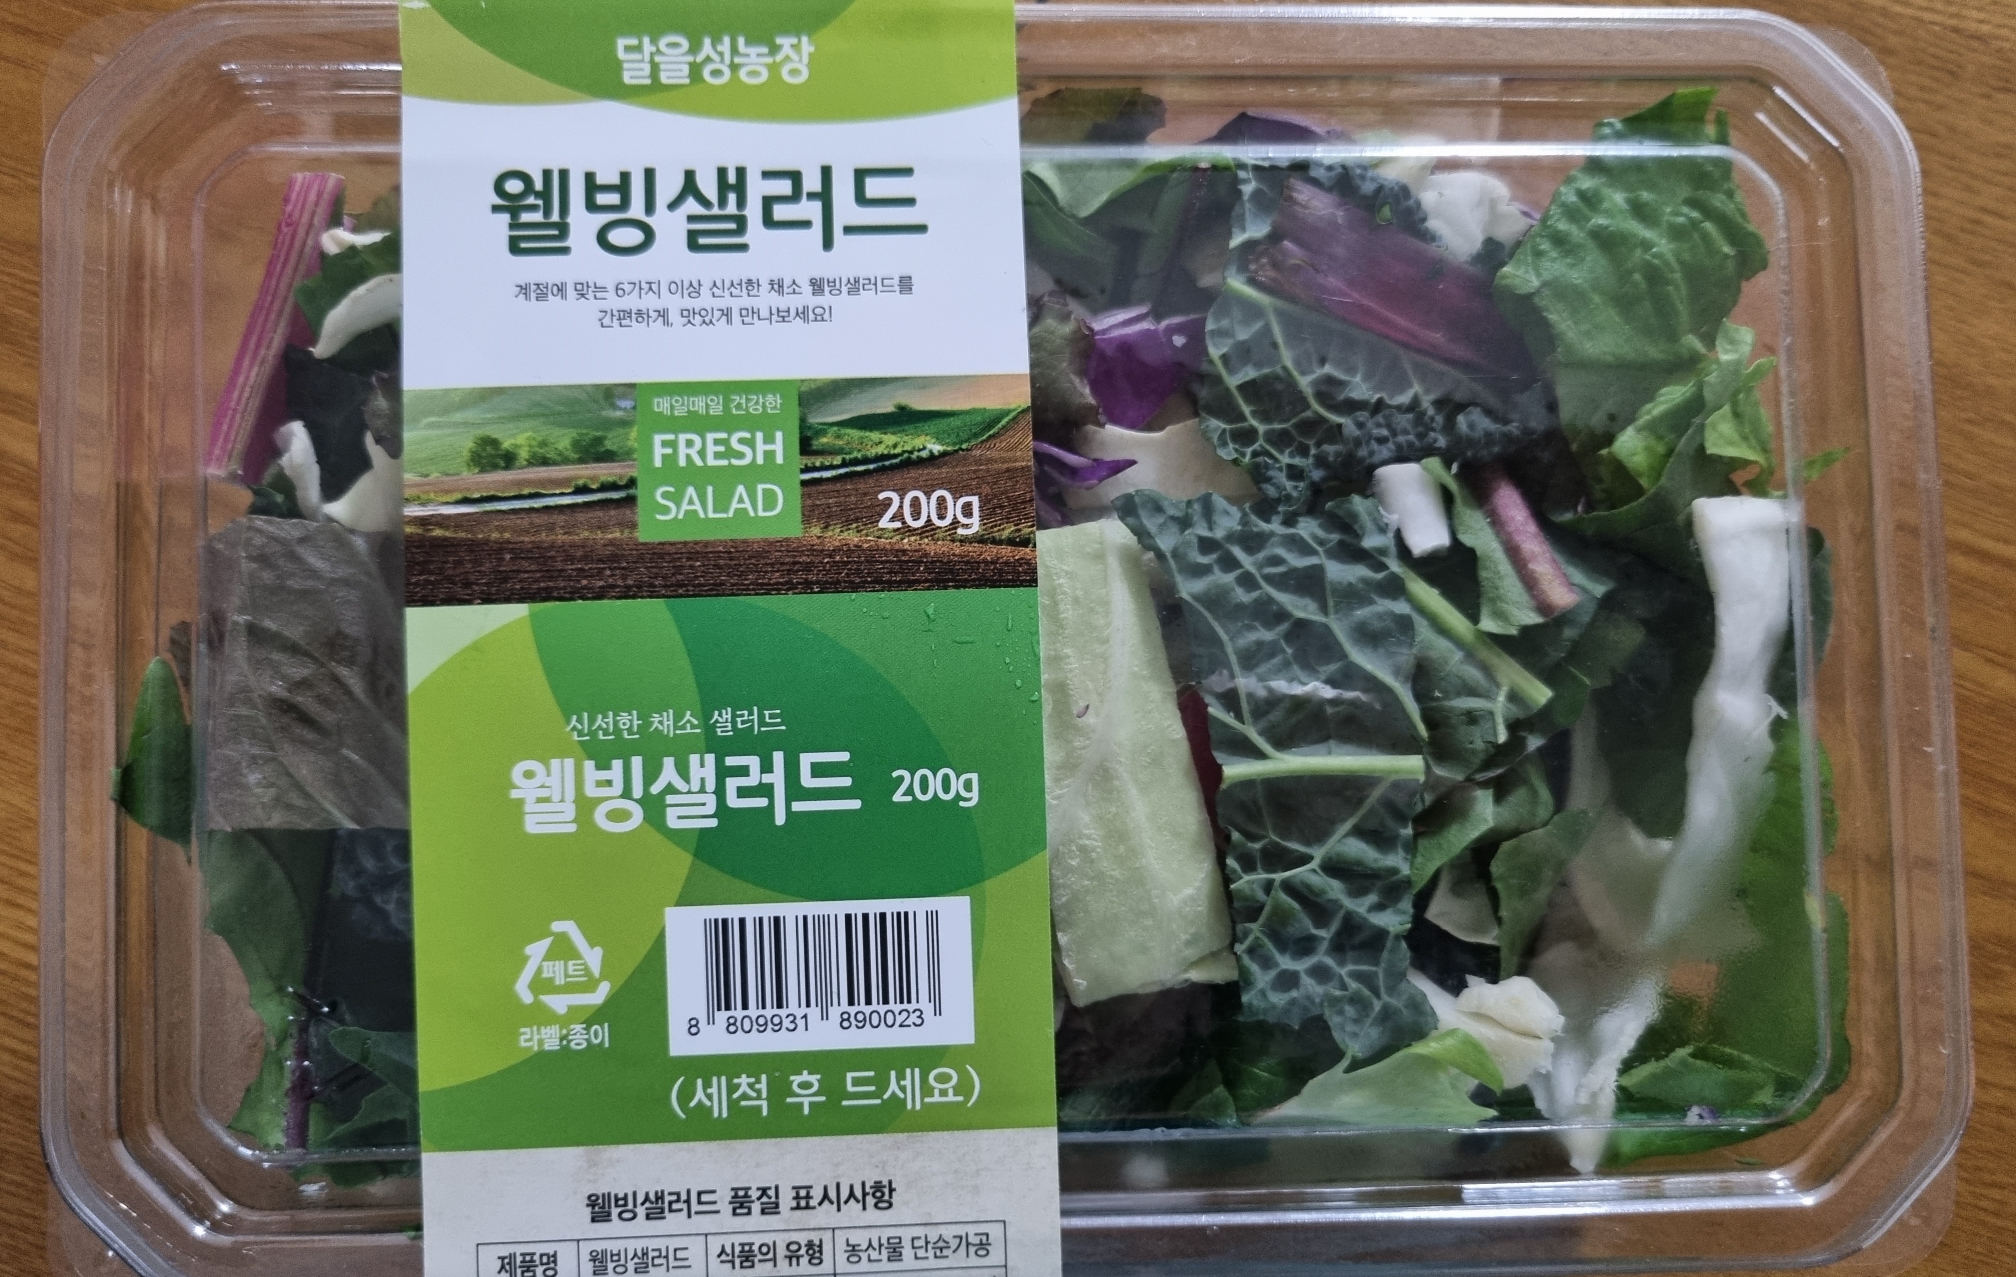 달을성농장
웰빙샐러드
계절에 맞는 6가지 이상 신선한 채소 웰빙샐러드를
간편하게, 맛있게 만나보세요!
매일매일 건강한
FRESH
SALAD
200g
신선한 채소 샐러드
웰빙샐러드 200g
페트
라벨:종이
8 809931 890023
(세척 후 드세요)
웰빙샐러드 품질 표시사항
제품명 웰빙샐러드 식품의 유형 농산물 단순가공